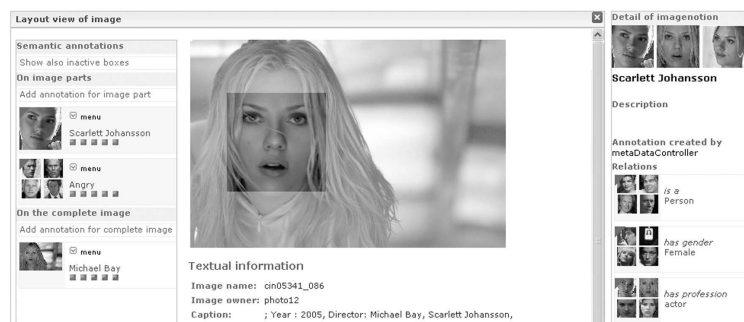 Layout view of image
Semantic annotations
Show also inactive boxes
On image parts
Add annotation for image part
menu
Scarlett Johansson
menu
Angry
On the complete image
Add annotation for complete image
menu
Michael Bay
Textual information
Image name: cin05341_086
Image owner: photo12
Caption: ; Year : 2005, Director: Michael Bay, Scarlett Johansson,
Detail of imagenotion
Scarlett Johansson
Description
Annotation created by
metaDataController
Relations
is a
Person
has gender
Female
has profession
actor